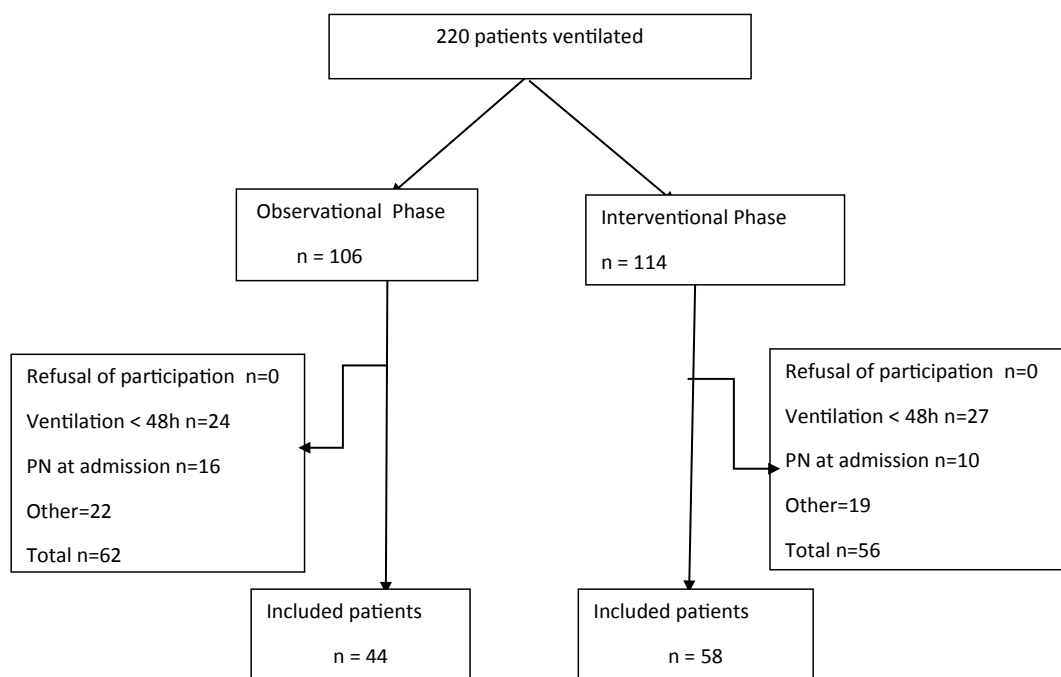 220 patients ventilated
Observational Phase
n = 106
Interventional Phase
n = 114
Refusal of participation n=0
Ventilation < 48h n=24
PN at admission n=16
Other=22
Total n=62
Refusal of participation n=0
Ventilation < 48h n=27
PN at admission n=10
Other=19
Total n=56
Included patients
n = 44
Included patients
n = 58